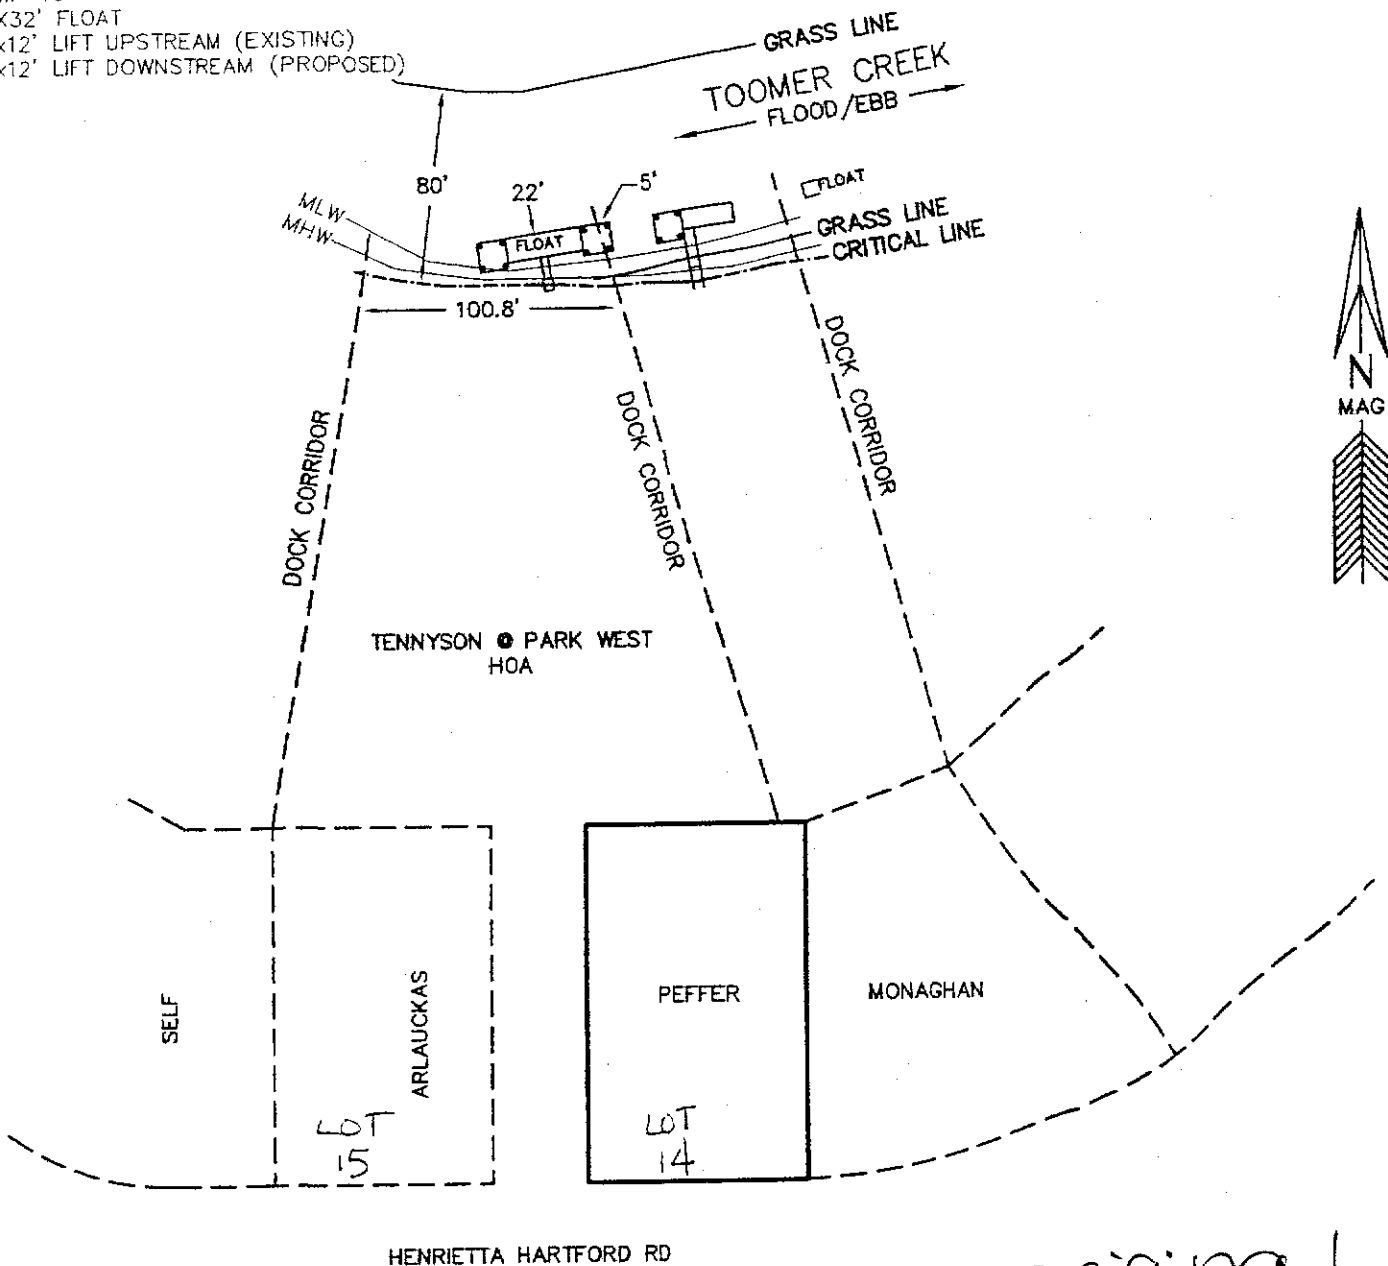 X32' FLOAT
x12' LIFT UPSTREAM (EXISTING)
x12' LIFT DOWNSTREAM (PROPOSED)
GRASS LINE
TOOMER CREEK
FLOOD/EBB
80'
22'
5'
FLOAT
MLW
MHW
FLOAT
GRASS LINE
CRITICAL LINE
100.8'
DOCK CORRIDOR
DOCK CORRIDOR
DOCK CORRIDOR
N
MAG
TENNYSON @ PARK WEST
HOA
SELF
ARLAUCKAS
PEFFER
MONAGHAN
LOT
15
LOT
14
HENRIETTA HARTFORD RD